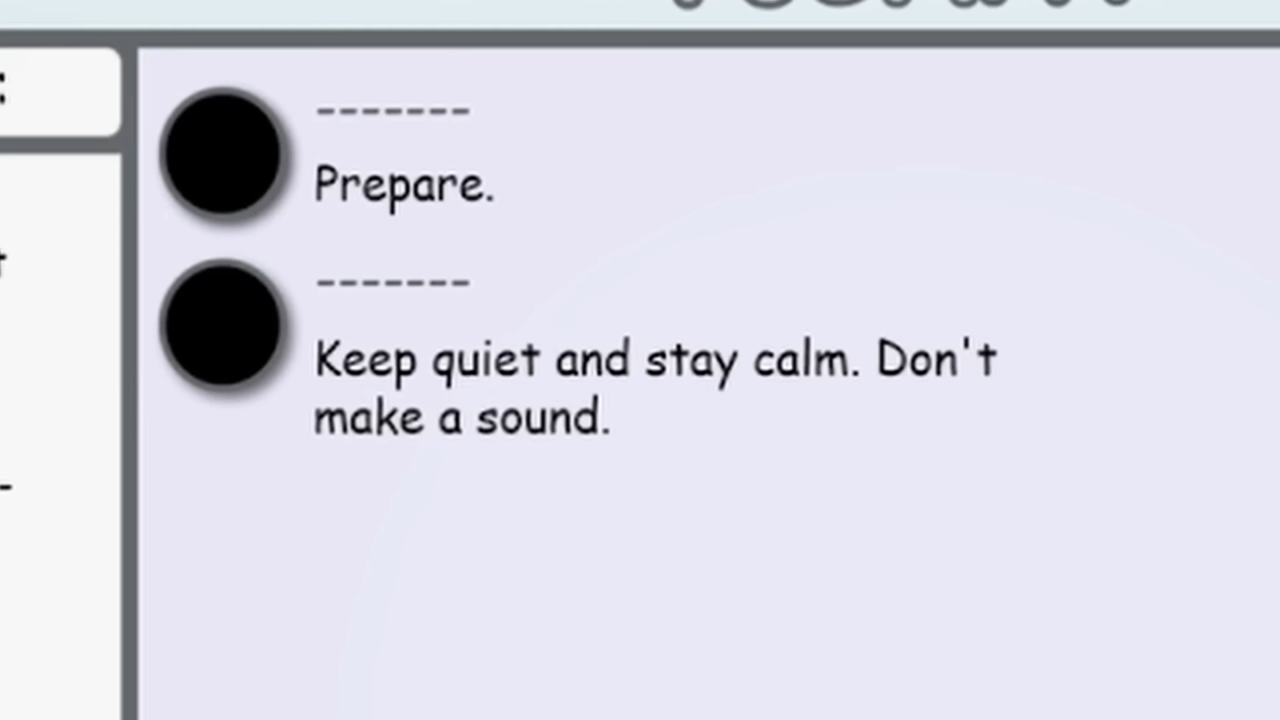 -------
Prepare.
-------
Keep quiet and stay calm. Don't
make a sound.